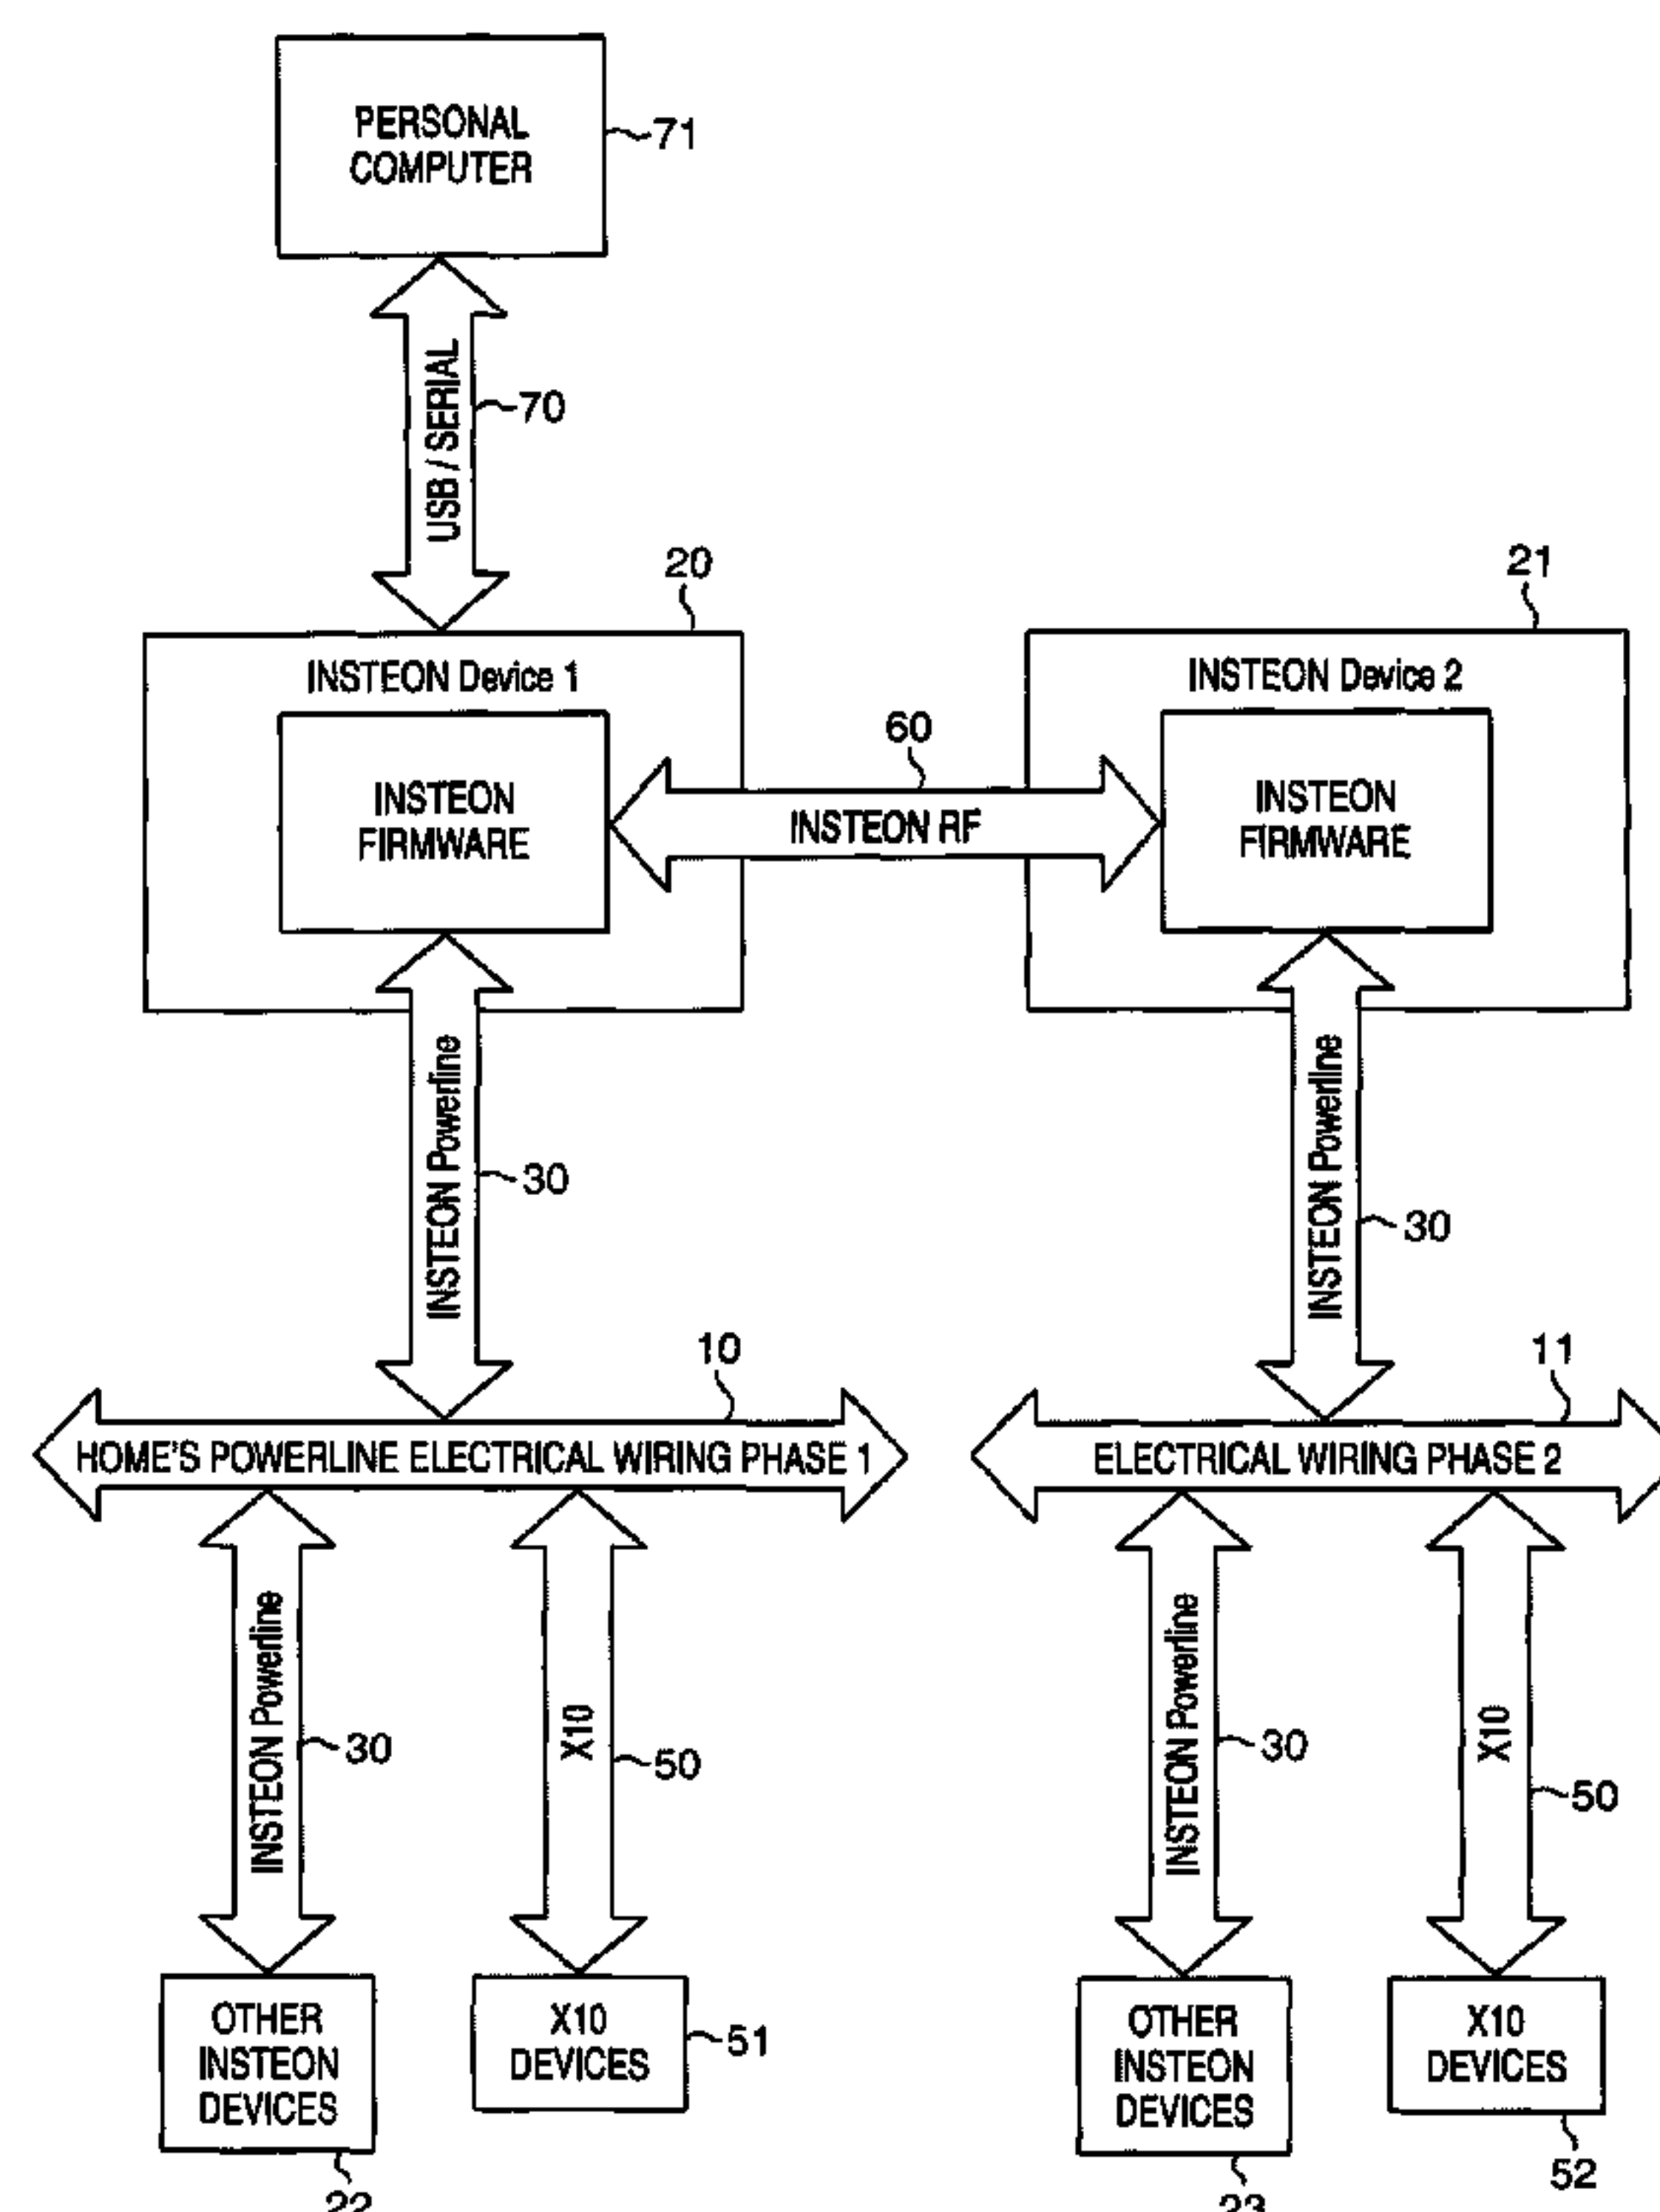 PERSONAL
COMPUTER
71
USB / SERIAL
70
20
21
INSTEON Device 1
INSTEON Device 2
60
INSTEON
FIRMWARE
INSTEON RF
INSTEON
FIRMWARE
INSTEON Powerline
30
INSTEON Powerline
30
10
11
HOME'S POWERLINE ELECTRICAL WIRING PHASE 1
ELECTRICAL WIRING PHASE 2
INSTEON Powerline
30
X10
50
INSTEON Powerline
30
X10
50
OTHER
INSTEON
DEVICES
22
X10
DEVICES
51
OTHER
INSTEON
DEVICES
23
X10
DEVICES
52